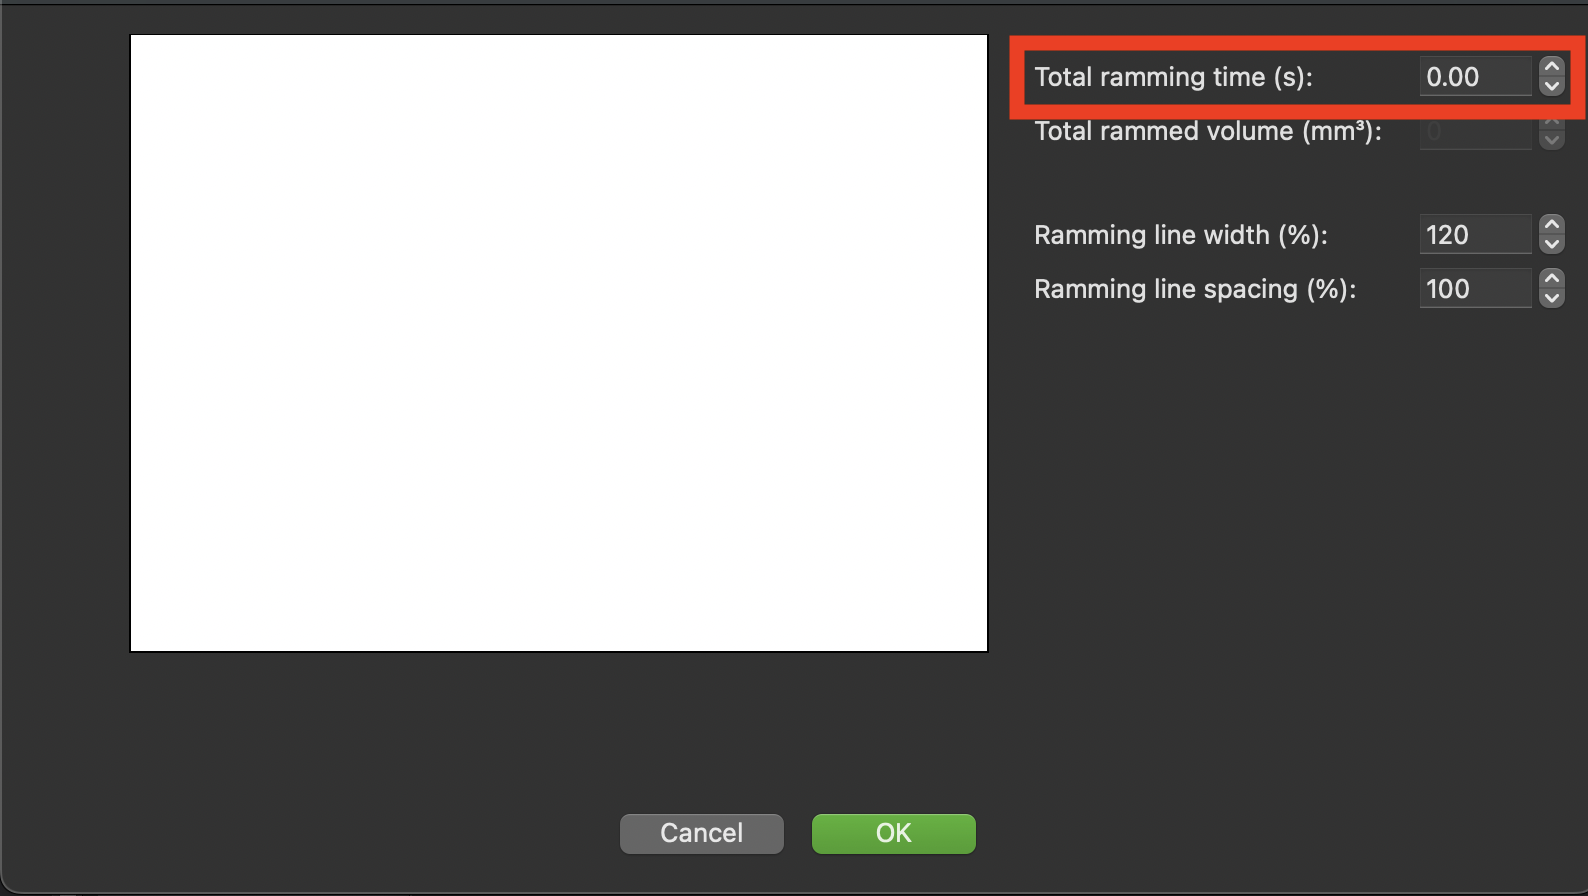 Total ramming time (s): 0.00
Total rammed volume (mm³): 0
Ramming line width (%): 120
Ramming line spacing (%): 100
Cancel OK